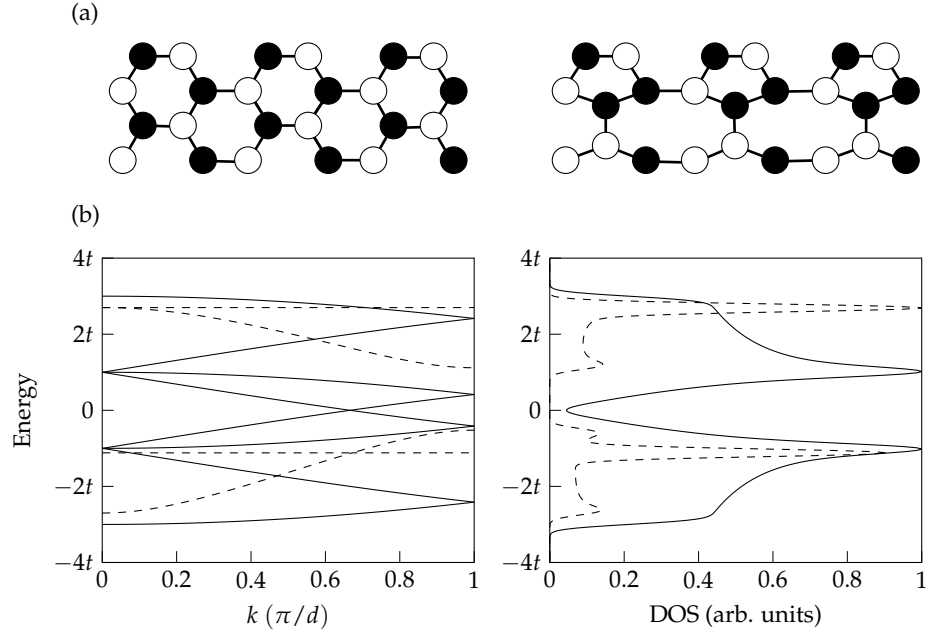 (a)
(b)
4t
2t
0
−2t
−4t
Energy
0 0.2 0.4 0.6 0.8 1
k (π/d)
4t
2t
0
−2t
−4t
0 0.2 0.4 0.6 0.8 1
DOS (arb. units)